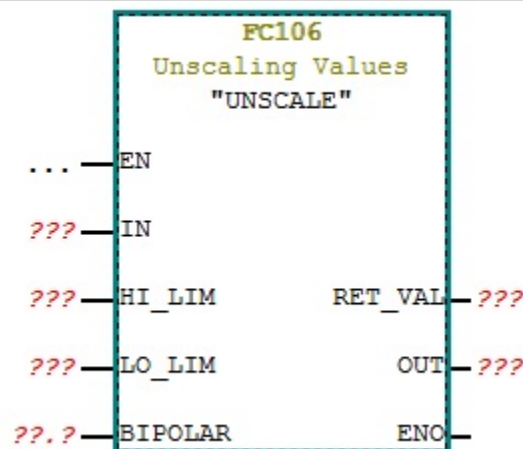 FC106
Unscaling Values
"UNSCALE"
... EN
??? IN
??? HI_LIM RET_VAL ???
??? LO_LIM OUT ???
??.? BIPOLAR ENO